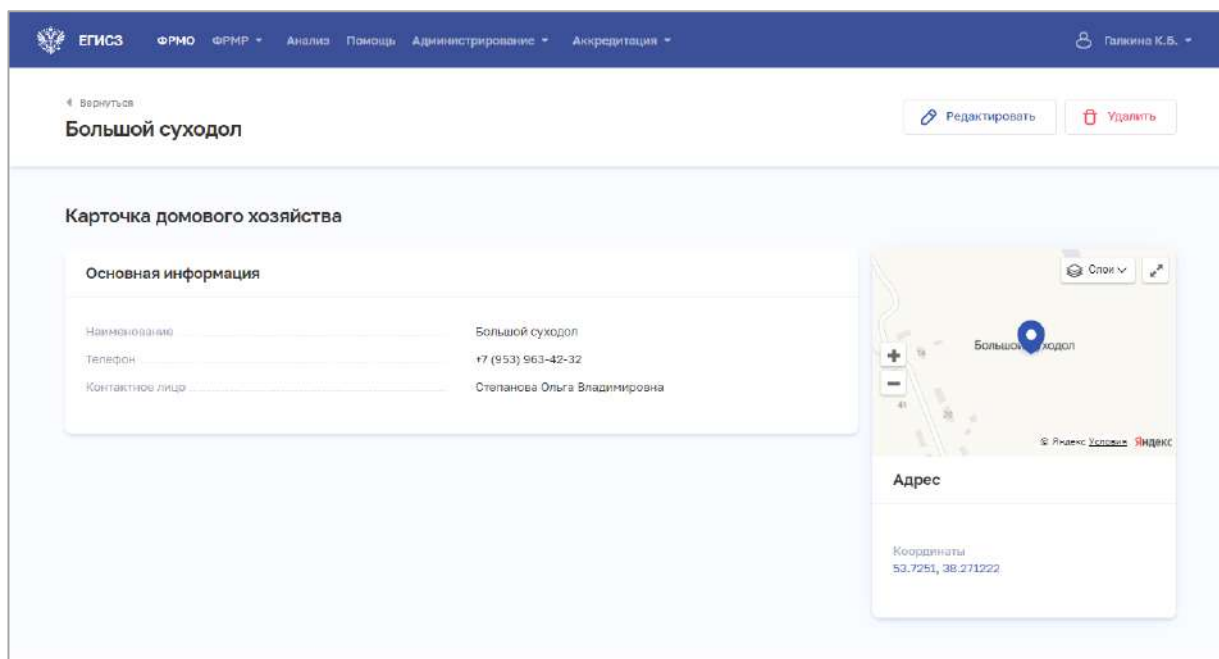 ЕГИСЗ ФРМО ФРМР Анализ Помощь Администрирование Аккредитация Галкина К.Б.
Вернуться
Большой суходол
Редактировать Удалить
Карточка домового хозяйства
Основная информация
Наименование Большой суходол
Телефон +7 (953) 963-42-32
Контактное лицо Степанова Ольга Владимировна
Слои
Большой суходол
41
© Яндекс Условия Яндекс
Адрес
Координаты
53.7251, 38.271222